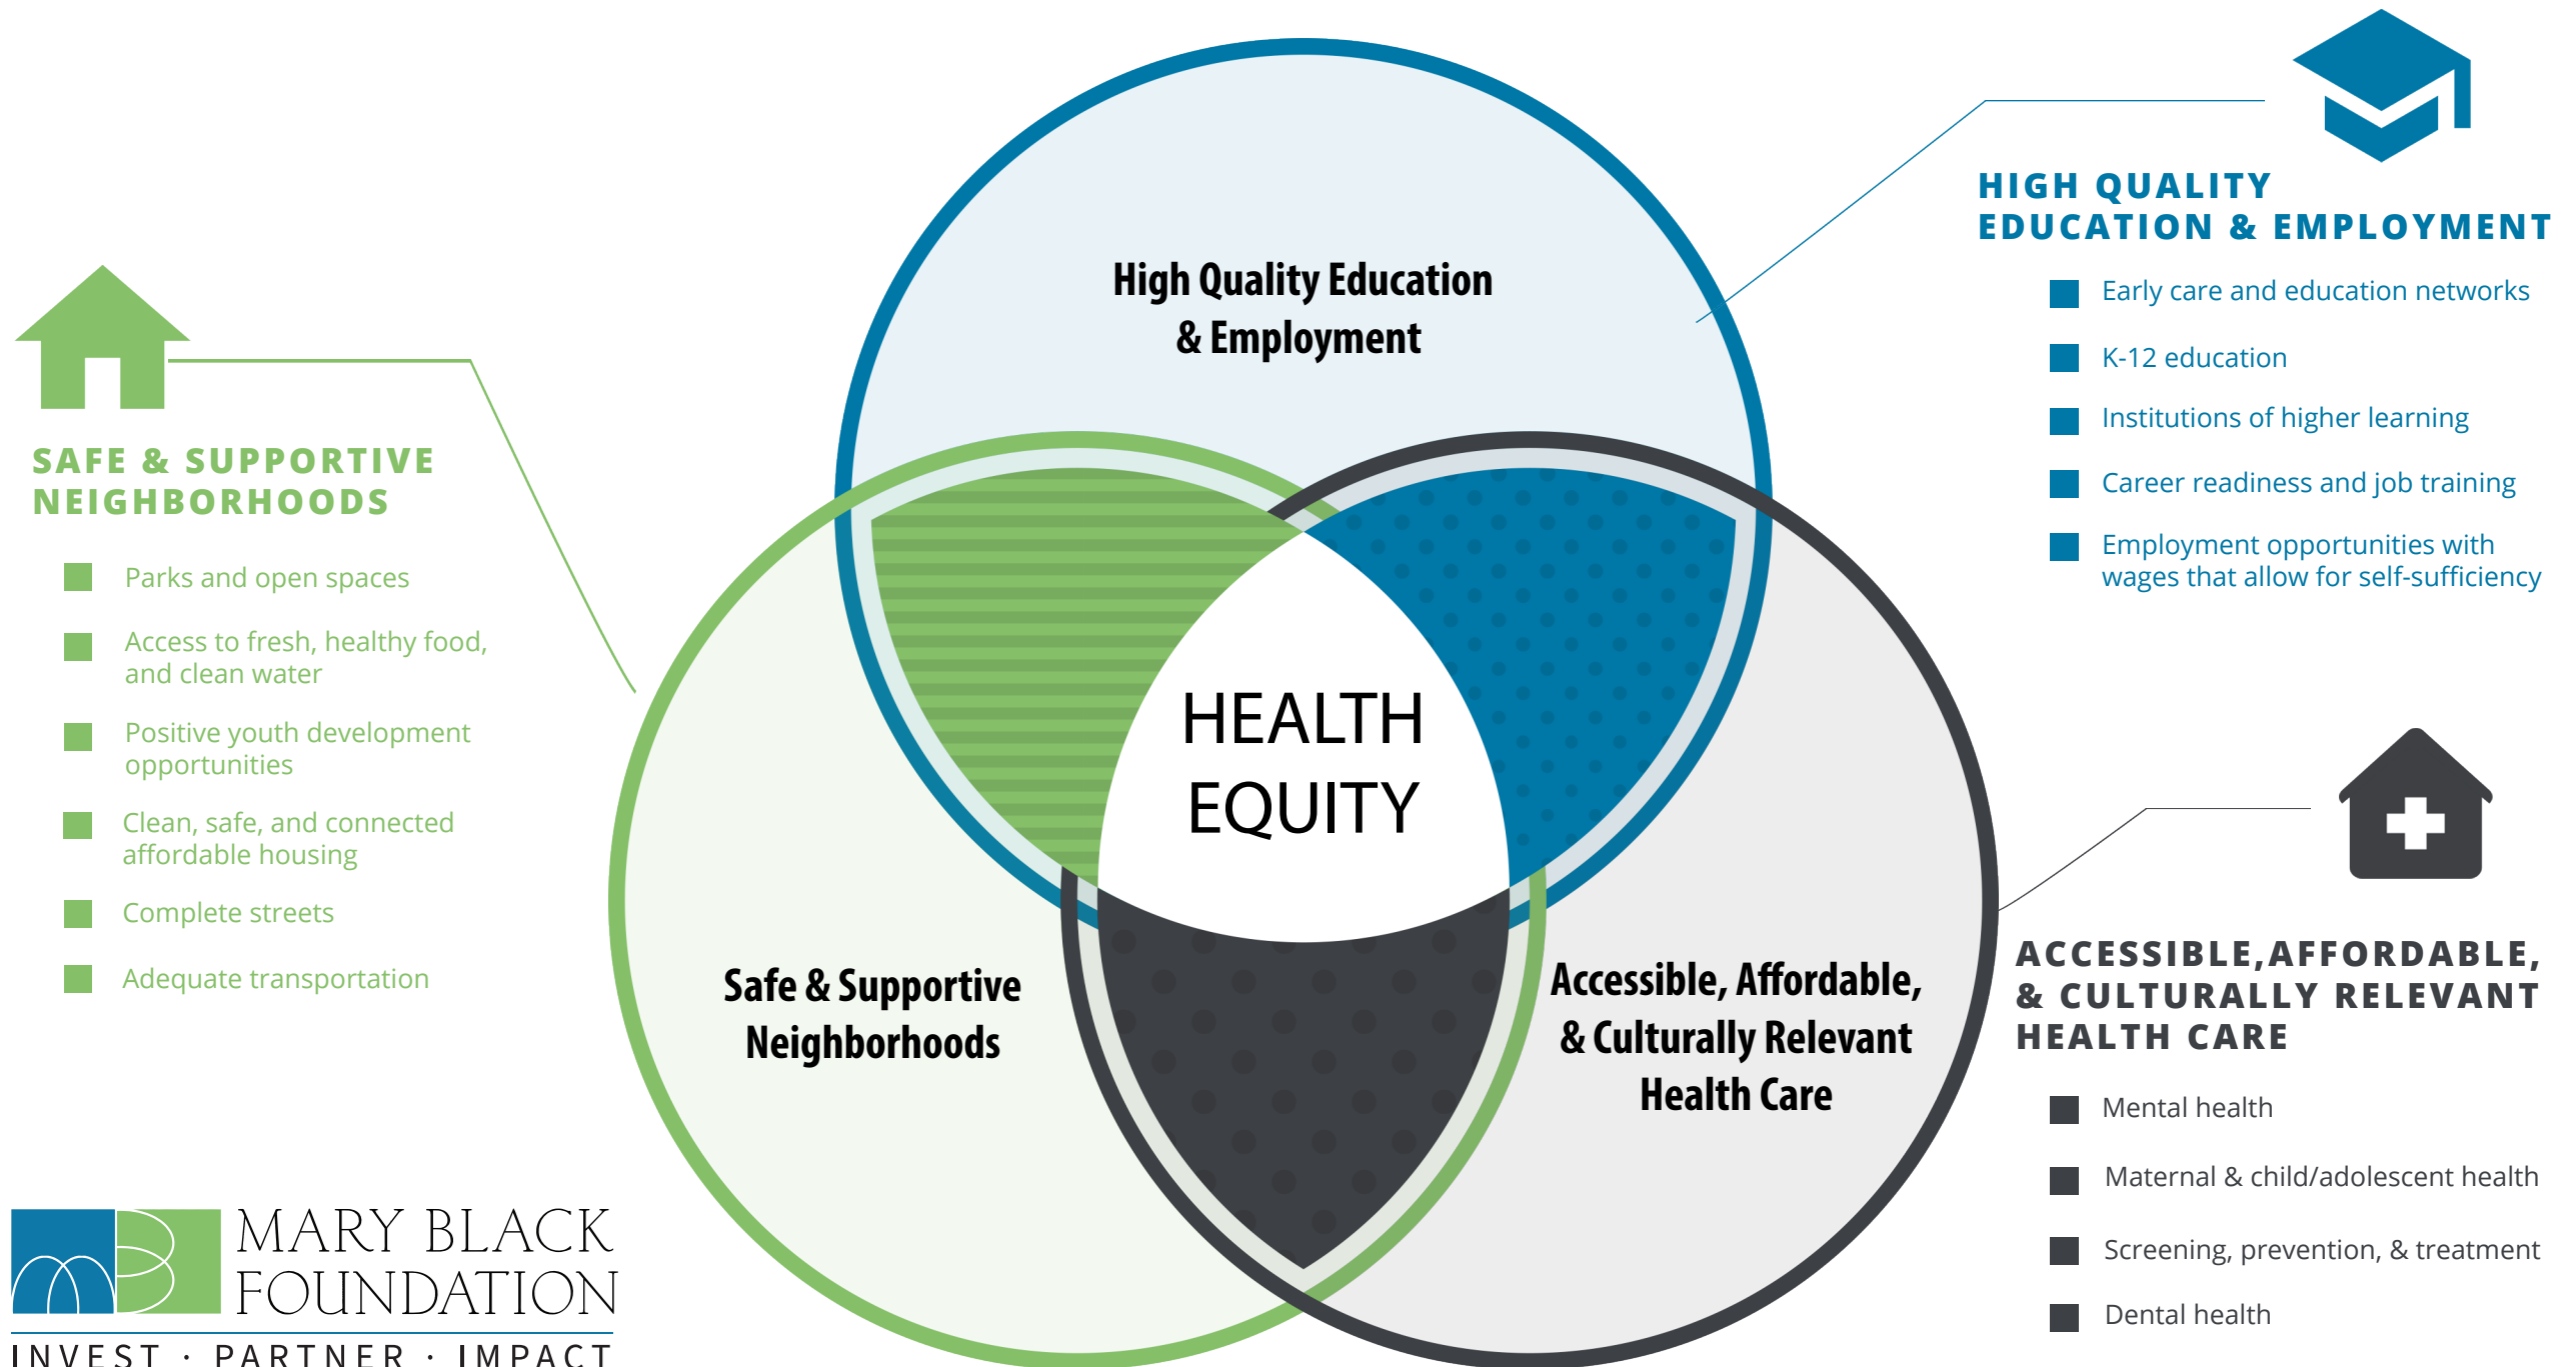 High Quality Education
& Employment
HEALTH
EQUITY
Safe & Supportive
Neighborhoods
Accessible, Affordable,
& Culturally Relevant
Health Care
SAFE & SUPPORTIVE
NEIGHBORHOODS
Parks and open spaces
Access to fresh, healthy food,
and clean water
Positive youth development
opportunities
Clean, safe, and connected
affordable housing
Complete streets
Adequate transportation
HIGH QUALITY
EDUCATION & EMPLOYMENT
Early care and education networks
K-12 education
Institutions of higher learning
Career readiness and job training
Employment opportunities with
wages that allow for self-sufficiency
ACCESSIBLE,AFFORDABLE,
& CULTURALLY RELEVANT
HEALTH CARE
Mental health
Maternal & child/adolescent health
Screening, prevention, & treatment
Dental health
MARY BLACK
FOUNDATION
INVEST · PARTNER · IMPACT